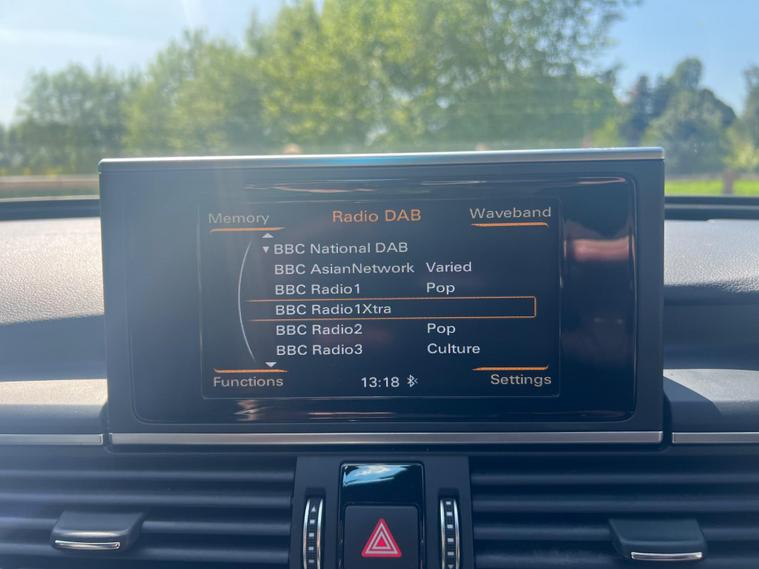 Memory Radio DAB Waveband
BBC National DAB
BBC AsianNetwork Varied
BBC Radio1 Pop
BBC Radio1Xtra
BBC Radio2 Pop
BBC Radio3 Culture
Functions 13:18 Settings